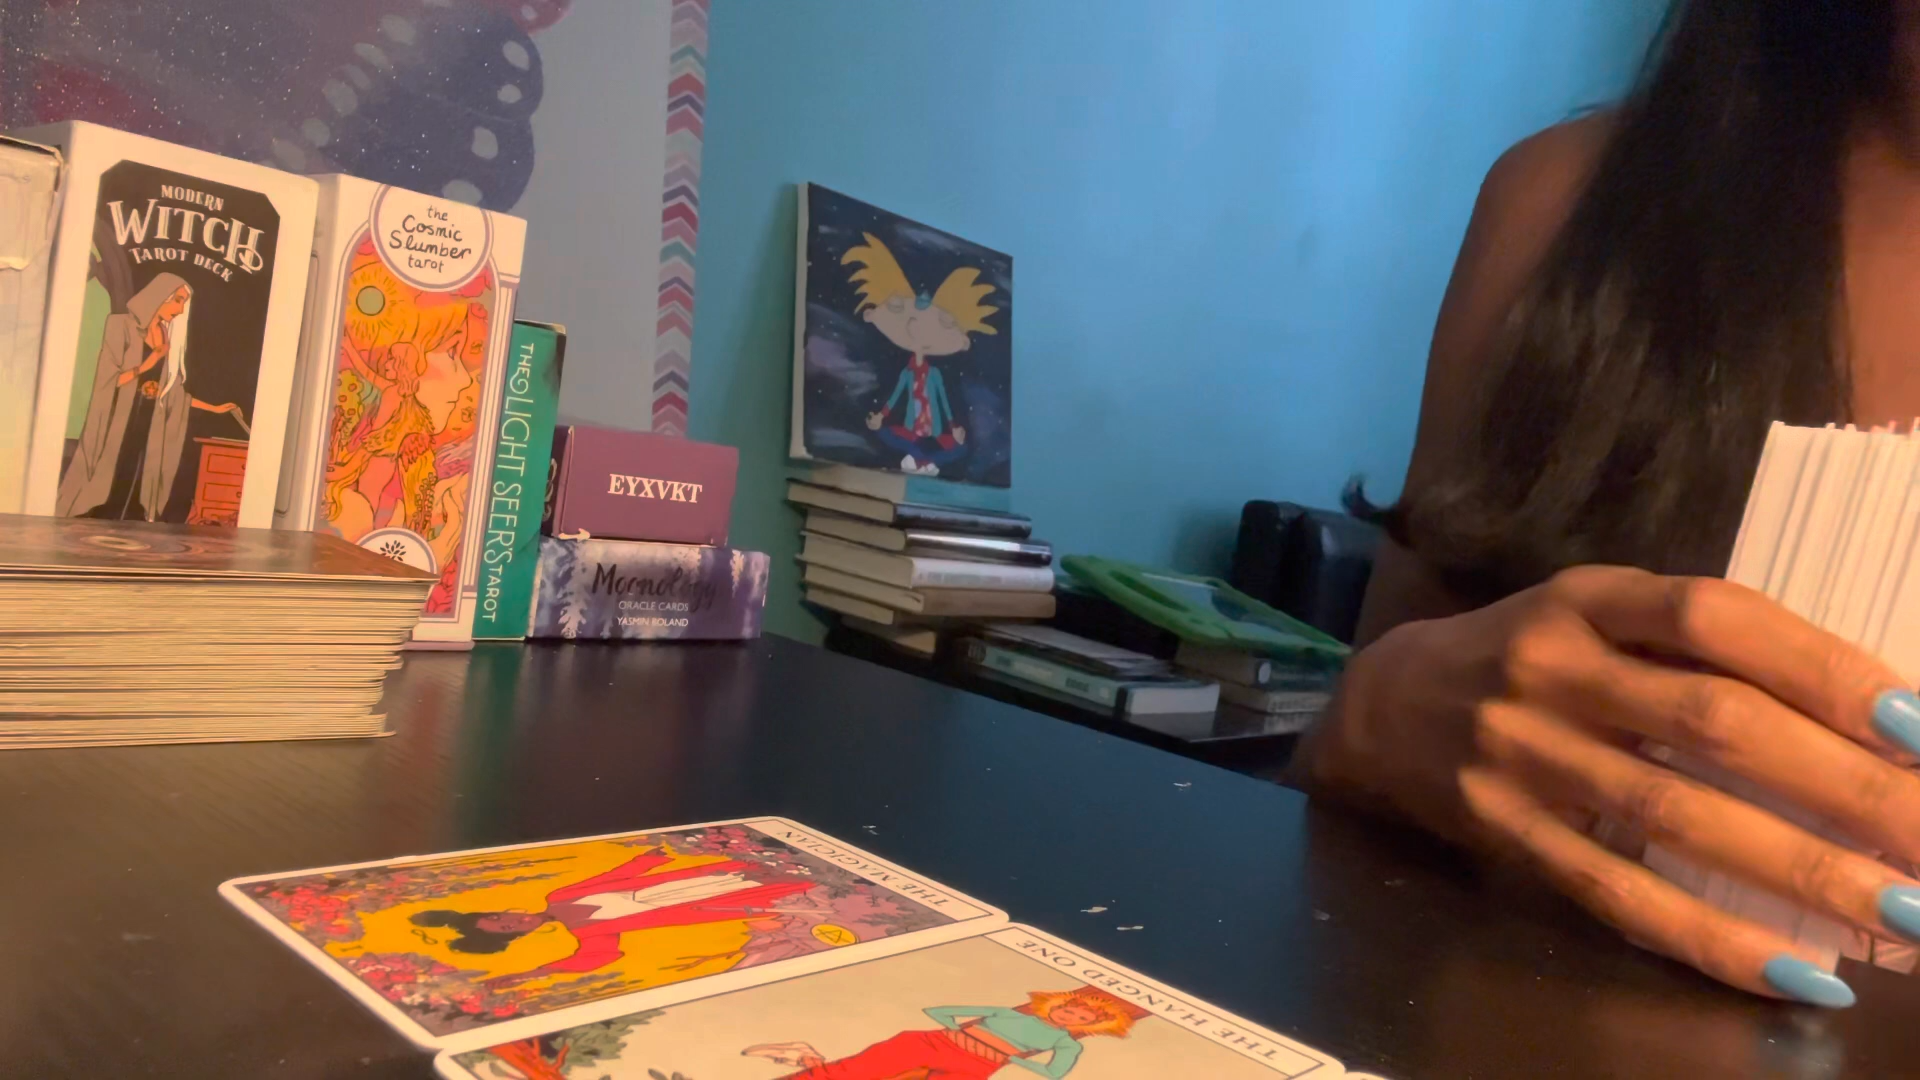 MODERN
WITCH
TAROT DECK
the
Cosmic
Slumber
tarot
THE LIGHT SEER'S TAROT
EYXVKT
Moonology
ORACLE CARDS
YASMIN BOLAND
THE MAGICIAN
I
THE HANGED ONE